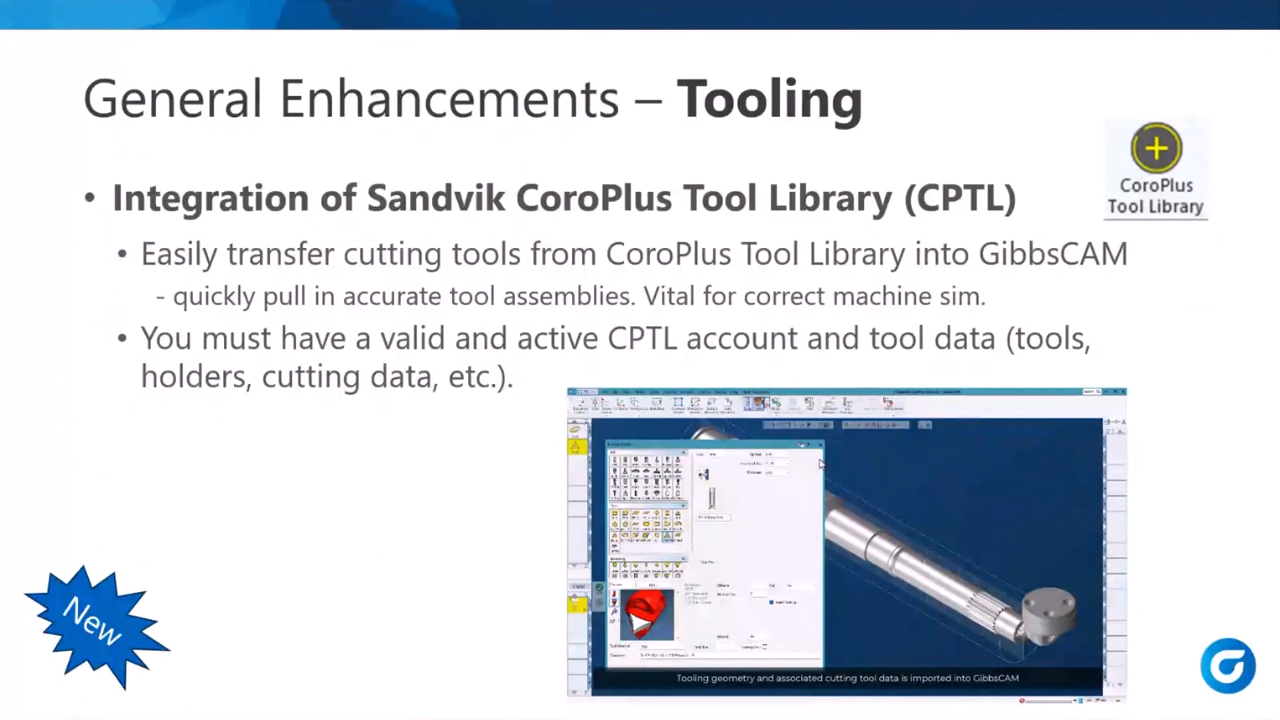 General Enhancements – Tooling
CoroPlus
Tool Library
• Integration of Sandvik CoroPlus Tool Library (CPTL)
• Easily transfer cutting tools from CoroPlus Tool Library into GibbsCAM
- quickly pull in accurate tool assemblies. Vital for correct machine sim.
• You must have a valid and active CPTL account and tool data (tools,
holders, cutting data, etc.).
New
Tooling geometry and associated cutting tool data is imported into GibbsCAM